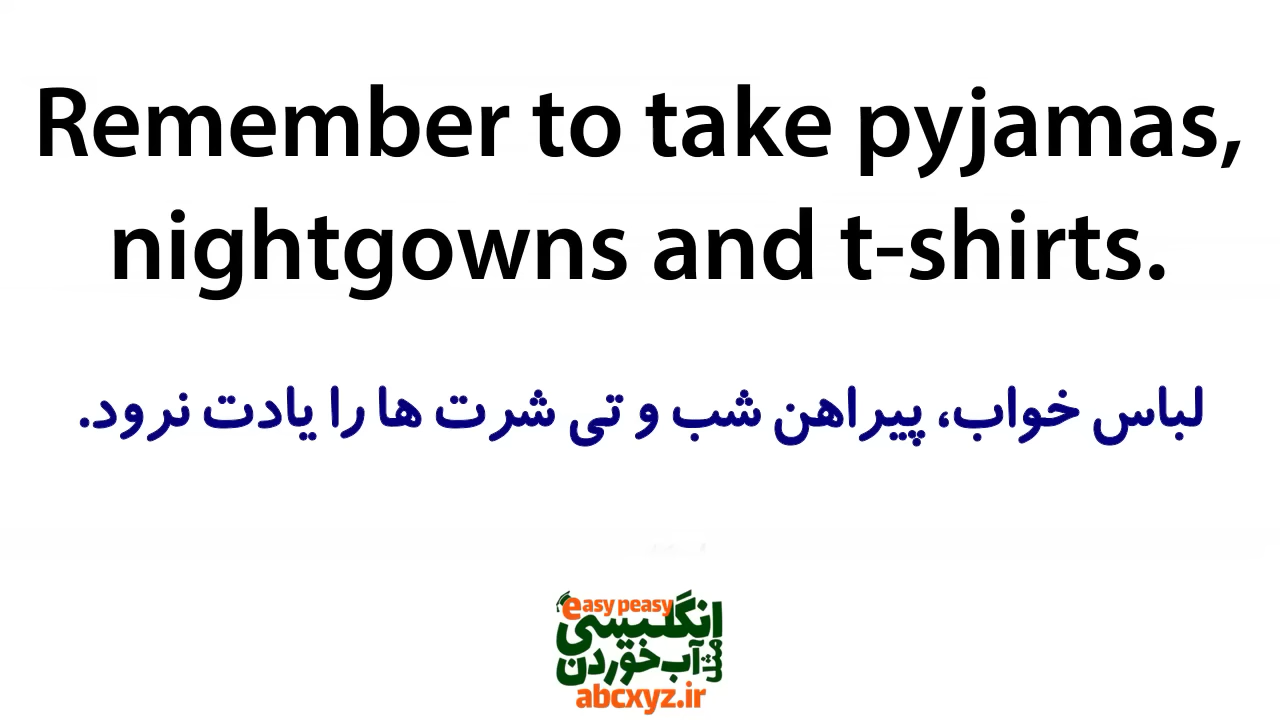 Remember to take pyjamas,
nightgowns and t-shirts.
لباس خواب، پیراهن شب و تی شرت ها را یادت نرود.
easy peasy
انگلیسی
مثل آب خوردن
abcxyz.ir